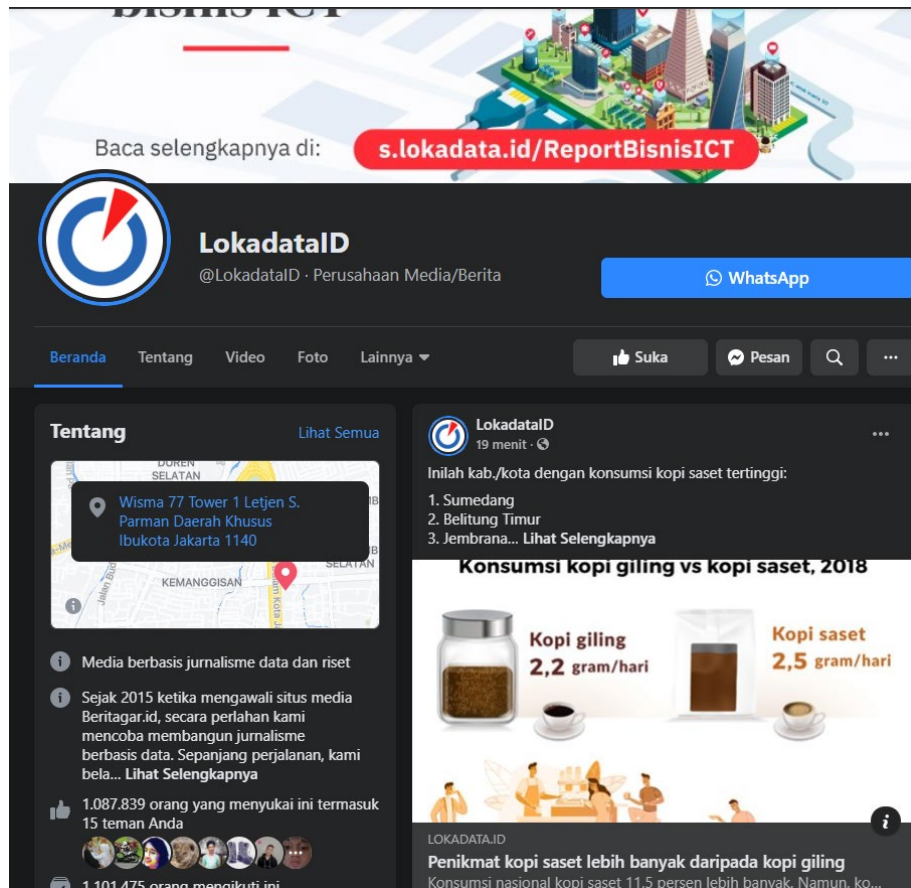 bisnis ICT
Baca selengkapnya di:
s.lokadata.id/ReportBisnisICT
LokadataID
@LokadataID · Perusahaan Media/Berita
WhatsApp
Beranda
Tentang
Video
Foto
Lainnya
Suka
Pesan
Tentang
Lihat Semua
DUREN
SELATAN
Wisma 77 Tower 1 Letjen S.
Parman Daerah Khusus
Ibukota Jakarta 1140
KEMANGGISAN
SELATAN
Media berbasis jurnalisme data dan riset
Sejak 2015 ketika mengawali situs media
Beritagar.id, secara perlahan kami
mencoba membangun jurnalisme
berbasis data. Sepanjang perjalanan, kami
bela... Lihat Selengkapnya
1.087.839 orang yang menyukai ini termasuk
15 teman Anda
1.101.475 orang mengikuti ini
LokadataID
19 menit ·
Inilah kab./kota dengan konsumsi kopi saset tertinggi:
1. Sumedang
2. Belitung Timur
3. Jembrana... Lihat Selengkapnya
Konsumsi kopi giling vs kopi saset, 2018
Kopi giling
2,2 gram/hari
Kopi saset
2,5 gram/hari
LOKADATA.ID
Penikmat kopi saset lebih banyak daripada kopi giling
Konsumsi nasional kopi saset 11,5 persen lebih banyak. Namun, ko...